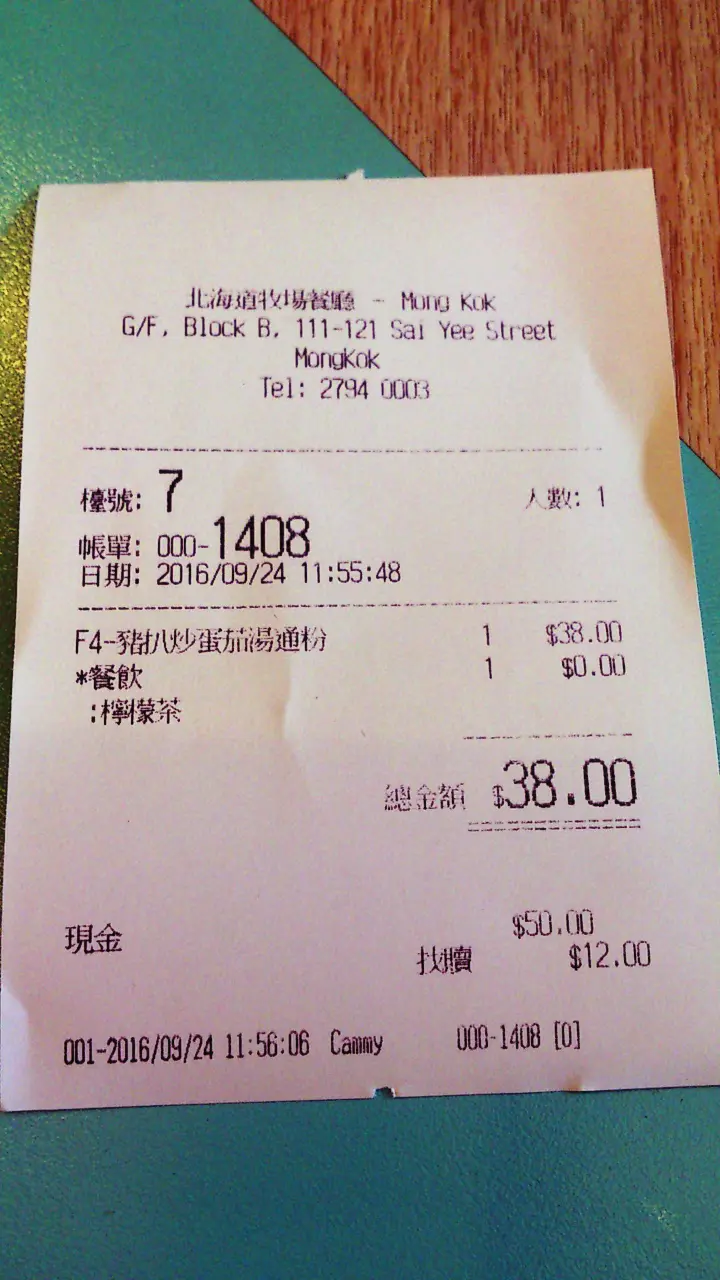 北海道牧場餐廳 - Mong Kok
G/F, Block B, 111-121 Sai Yee Street
MongKok
Tel: 2794 0003
檯號: 7 人數: 1
帳單: 000-1408
日期: 2016/09/24 11:55:48
F4-豬扒炒蛋茄湯通粉 1 $38.00
*餐飲 1 $0.00
:檸檬茶
總金額 $38.00
現金 $50.00
找贖 $12.00
001-2016/09/24 11:56:06 Cammy 000-1408 [0]